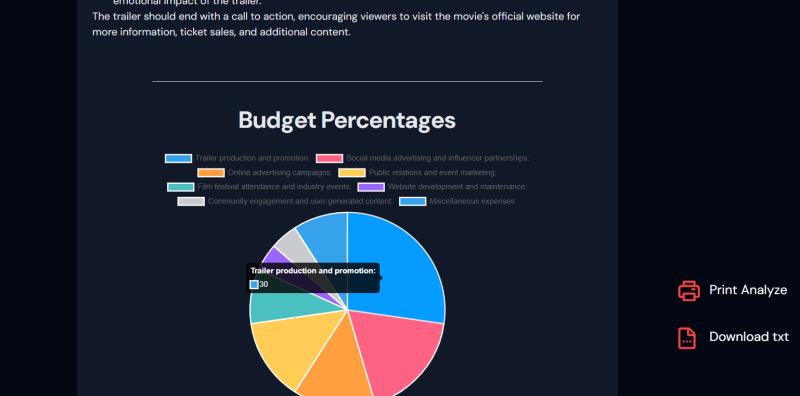 emotional impact of the trailer.
The trailer should end with a call to action, encouraging viewers to visit the movie's official website for
more information, ticket sales, and additional content.
Budget Percentages
Trailer production and promotion: Social media advertising and influencer partnerships:
Online advertising campaigns: Public relations and event marketing:
Film festival attendance and industry events: Website development and maintenance:
Community engagement and user-generated content: Miscellaneous expenses:
Trailer production and promotion:
30
Print Analyze
Download txt